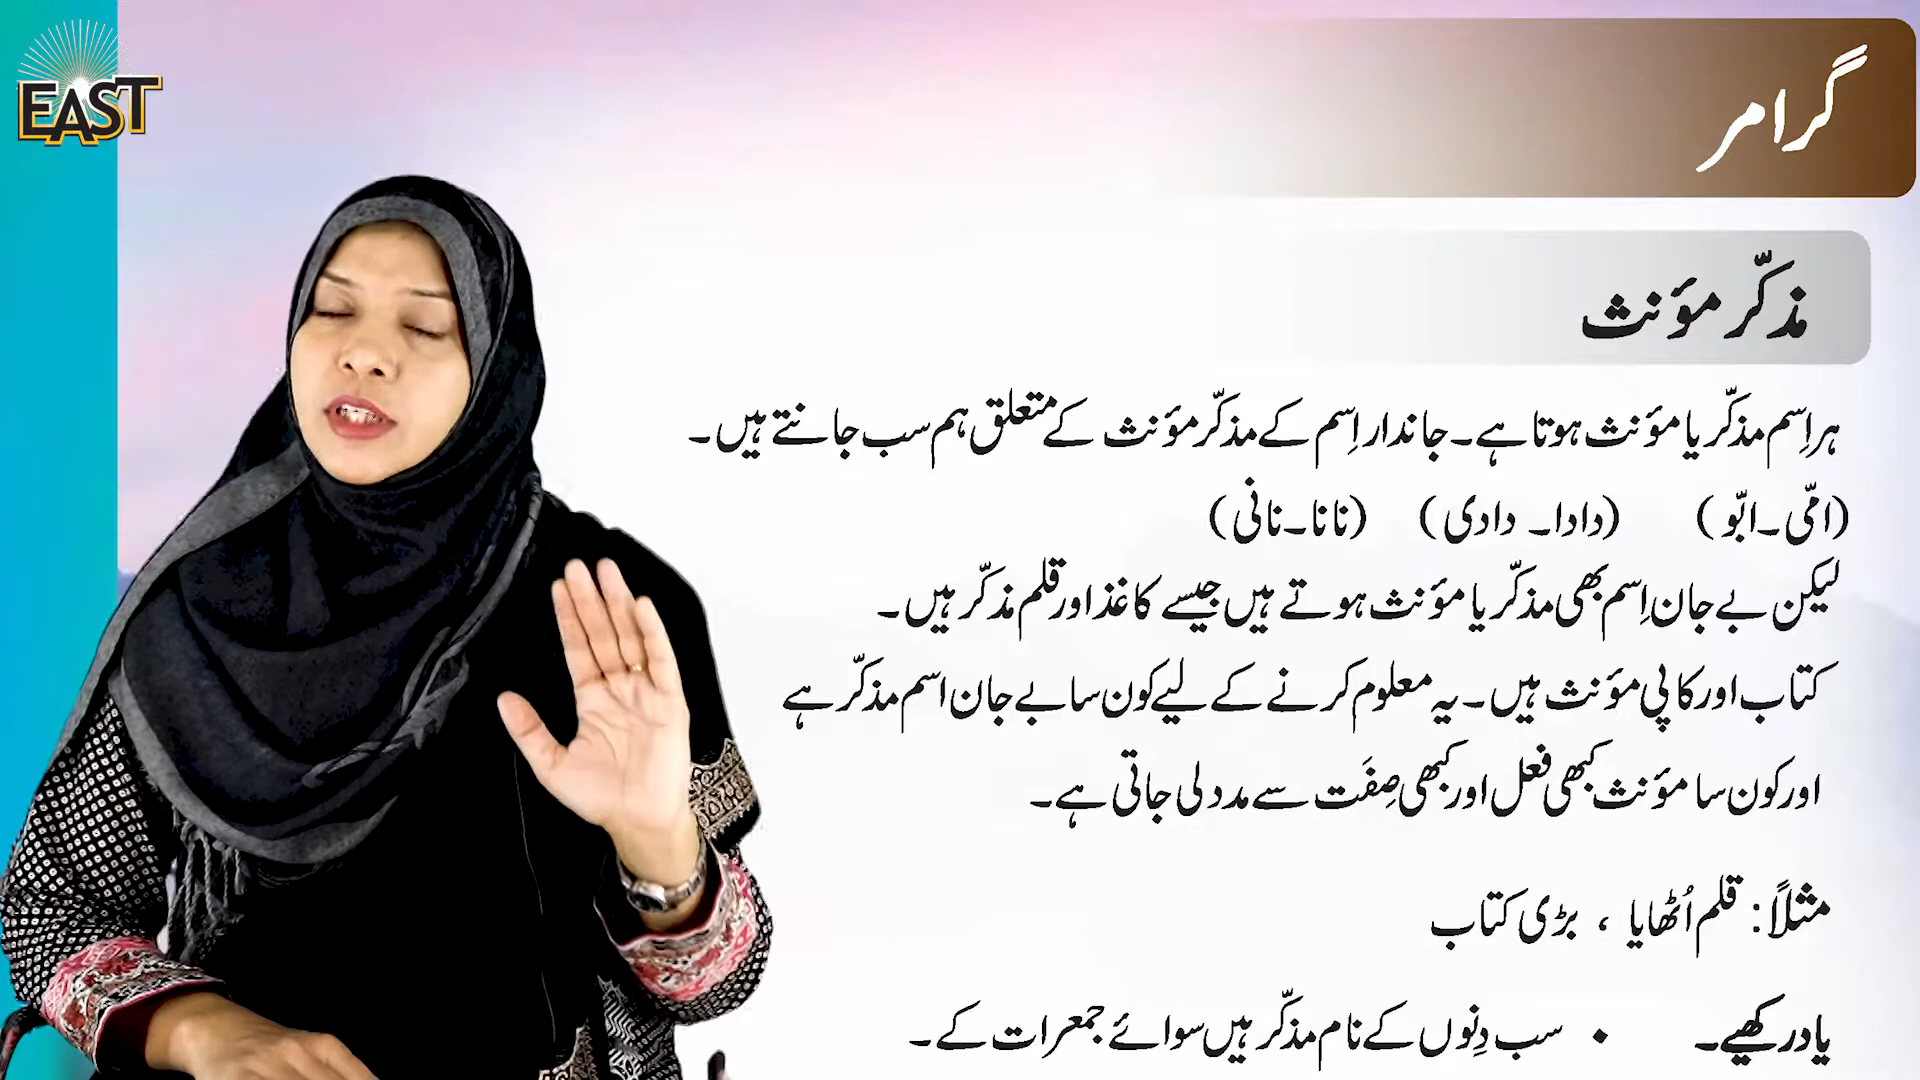 EAST
گرامر
مذکّر مؤنث
ہر اِسم مذکّر یا مؤنث ہوتا ہے۔ جاندار اِسم کے مذکّر مؤنث کے متعلق ہم سب جانتے ہیں۔
(امّی۔ ابّو) (دادا۔ دادی) (نانا۔ نانی)
لیکن بے جان اِسم بھی مذکّر یا مؤنث ہوتے ہیں جیسے کاغذ اور قلم مذکّر ہیں۔
کتاب اور کاپی مؤنث ہیں۔ یہ معلوم کرنے کے لیے کون سا بے جان اسم مذکّر ہے
اور کون سا مؤنث کبھی فعل اور کبھی صِفَت سے مدد لی جاتی ہے۔
مثلاً: قلم اُٹھایا ، بڑی کتاب
یاد رکھیے۔ • سب دِنوں کے نام مذکّر ہیں سوائے جمعرات کے۔